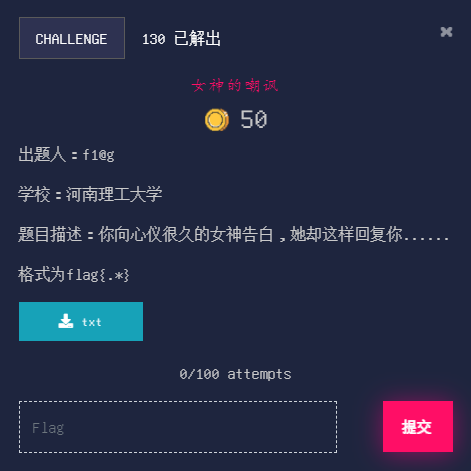 CHALLENGE 130 已解出
女神的嘲讽
50
出题人：f1@g
学校：河南理工大学
题目描述：你向心仪很久的女神告白，她却这样回复你......
格式为flag{.*}
txt
0/100 attempts
Flag
提交